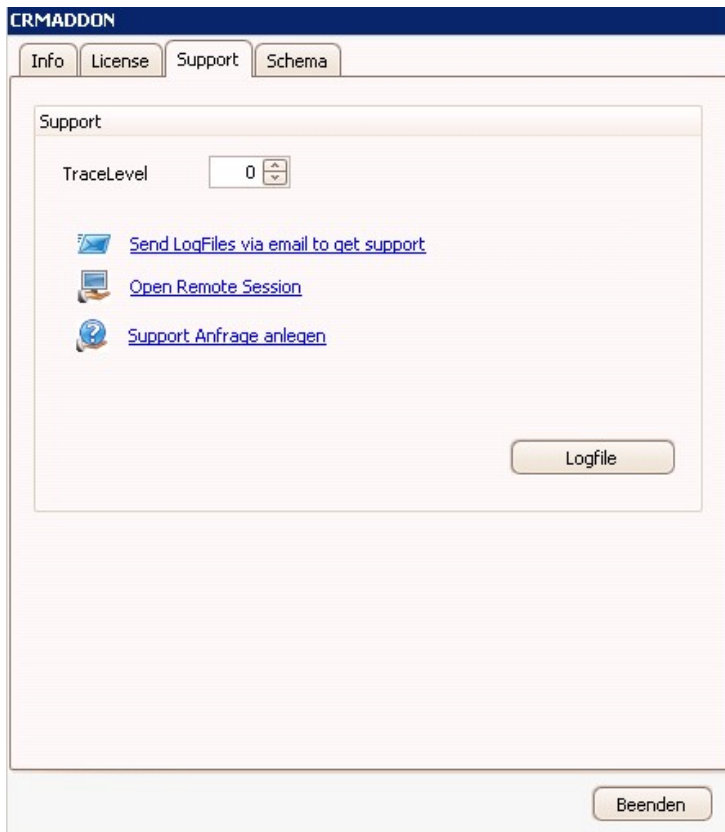 CRMADDON
Info License Support Schema
Support
TraceLevel 0
Send LogFiles via email to get support
Open Remote Session
Support Anfrage anlegen
Logfile
Beenden